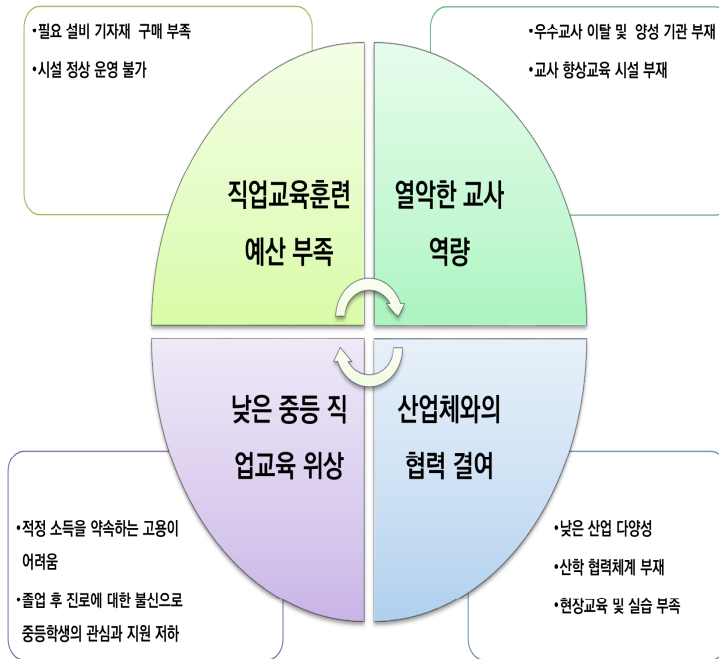 •필요 설비 기자재 구매 부족
•시설 정상 운영 불가
•우수교사 이탈 및 양성 기관 부재
•교사 향상교육 시설 부재
직업교육훈련
예산 부족
열악한 교사
역량
낮은 중등 직
업교육 위상
산업체와의
협력 결여
•적정 소득을 약속하는 고용이
어려움
•졸업 후 진로에 대한 불신으로
중등학생의 관심과 지원 저하
•낮은 산업 다양성
•산학 협력체계 부재
•현장교육 및 실습 부족